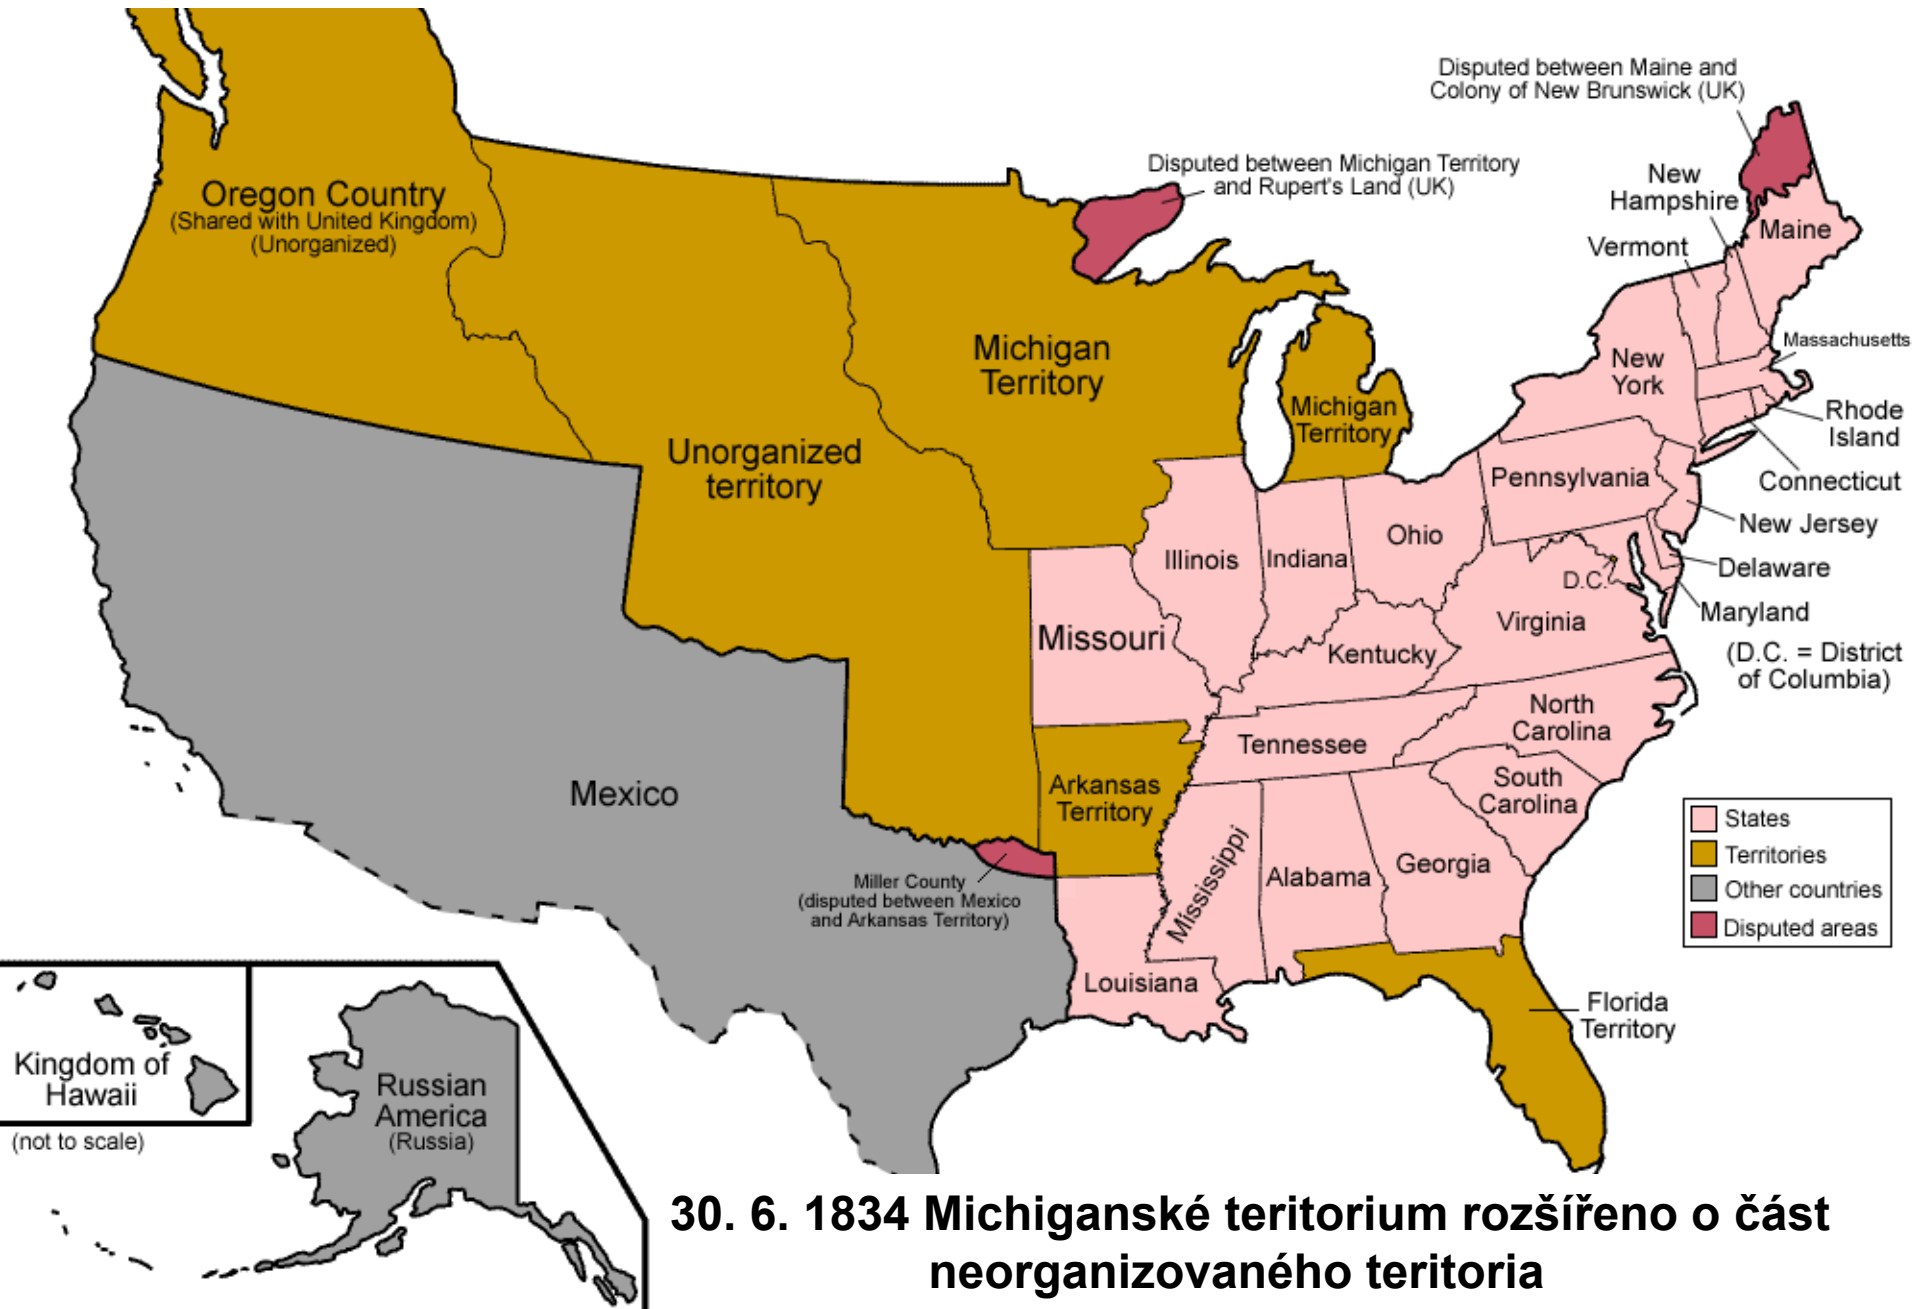 Disputed between Maine and
Colony of New Brunswick (UK)
Disputed between Michigan Territory
and Rupert's Land (UK)
New
Hampshire
Vermont
Maine
Oregon Country
(Shared with United Kingdom)
(Unorganized)
Michigan
Territory
Michigan
Territory
New
York
Massachusetts
Rhode
Island
Connecticut
Unorganized
territory
Pennsylvania
New Jersey
Illinois
Indiana
Ohio
D.C.
Delaware
Maryland
(D.C. = District
of Columbia)
Missouri
Kentucky
Virginia
North
Carolina
Tennessee
Mexico
Arkansas
Territory
South
Carolina
States
Territories
Other countries
Disputed areas
Miller County
(disputed between Mexico
and Arkansas Territory)
Mississippi
Alabama
Georgia
Louisiana
Florida
Territory
Kingdom of
Hawaii
(not to scale)
Russian
America
(Russia)
30. 6. 1834 Michiganské teritorium rozšířeno o část
neorganizovaného teritoria